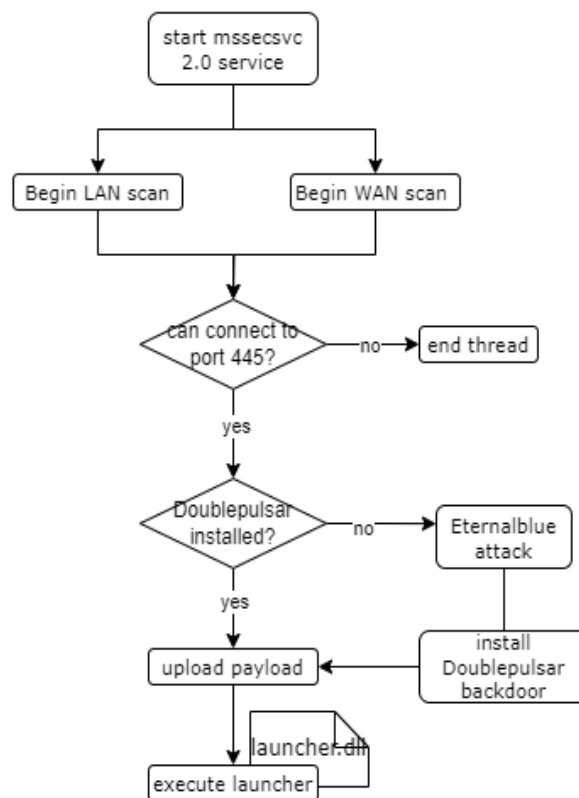 start mssecsvc
2.0 service
Begin LAN scan
Begin WAN scan
can connect to
port 445?
no
end thread
yes
Doublepulsar
installed?
no
Eternalblue
attack
yes
install
Doublepulsar
backdoor
upload payload
launcher.dll
execute launcher